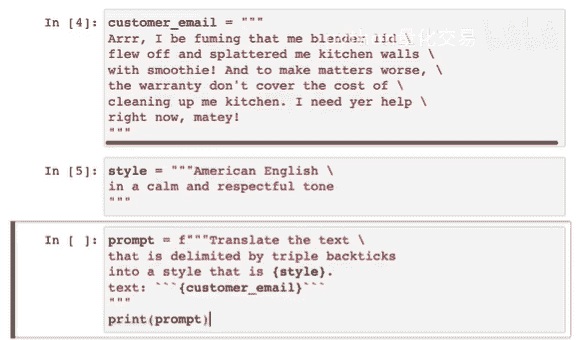 In [4]: customer_email = """
Arrr, I be fuming that me blender lid \
flew off and splattered me kitchen walls \
with smoothie! And to make matters worse, \
the warranty don't cover the cost of \
cleaning up me kitchen. I need yer help \
right now, matey!
"""
In [5]: style = """American English \
in a calm and respectful tone
"""
In [ ]: prompt = f"""Translate the text \
that is delimited by triple backticks
into a style that is {style}.
text: ```{customer_email}```
"""
print(prompt)